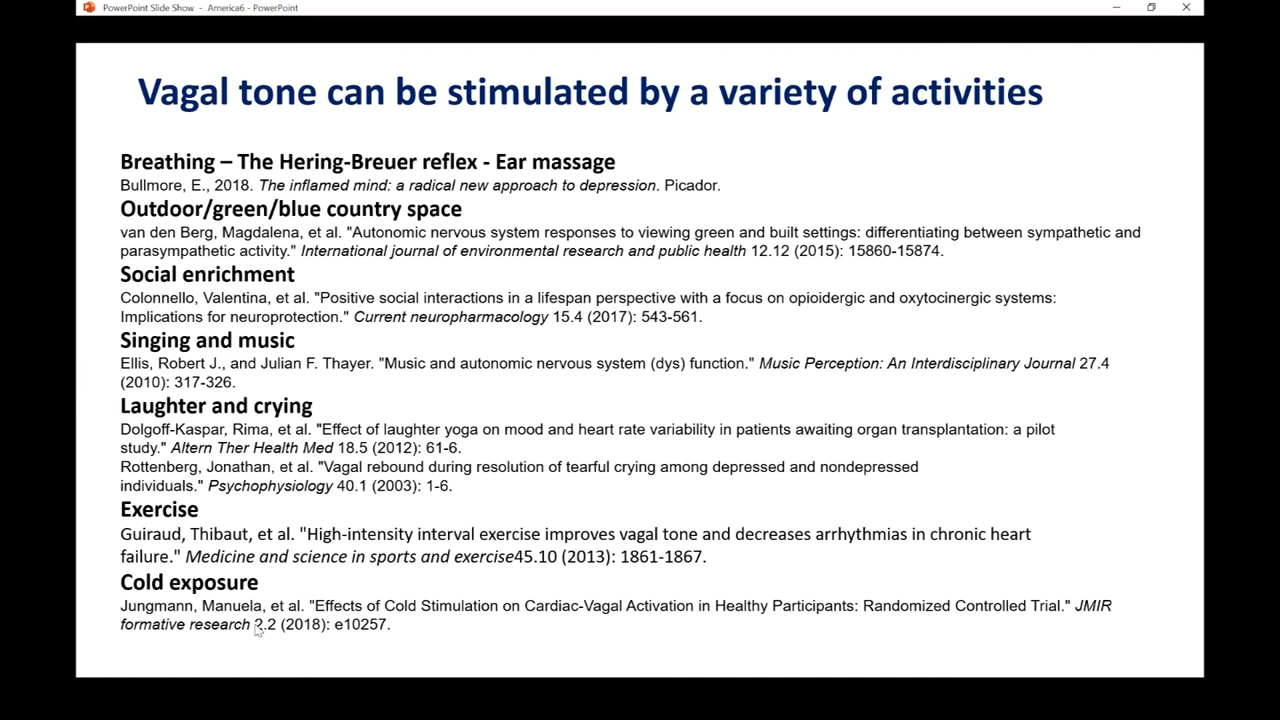 PowerPoint Slide Show - America6 - PowerPoint
Vagal tone can be stimulated by a variety of activities
Breathing – The Hering-Breuer reflex - Ear massage
Bullmore, E., 2018. The inflamed mind: a radical new approach to depression. Picador.
Outdoor/green/blue country space
van den Berg, Magdalena, et al. "Autonomic nervous system responses to viewing green and built settings: differentiating between sympathetic and
parasympathetic activity." International journal of environmental research and public health 12.12 (2015): 15860-15874.
Social enrichment
Colonnello, Valentina, et al. "Positive social interactions in a lifespan perspective with a focus on opioidergic and oxytocinergic systems:
Implications for neuroprotection." Current neuropharmacology 15.4 (2017): 543-561.
Singing and music
Ellis, Robert J., and Julian F. Thayer. "Music and autonomic nervous system (dys) function." Music Perception: An Interdisciplinary Journal 27.4
(2010): 317-326.
Laughter and crying
Dolgoff-Kaspar, Rima, et al. "Effect of laughter yoga on mood and heart rate variability in patients awaiting organ transplantation: a pilot
study." Altern Ther Health Med 18.5 (2012): 61-6.
Rottenberg, Jonathan, et al. "Vagal rebound during resolution of tearful crying among depressed and nondepressed
individuals." Psychophysiology 40.1 (2003): 1-6.
Exercise
Guiraud, Thibaut, et al. "High-intensity interval exercise improves vagal tone and decreases arrhythmias in chronic heart
failure." Medicine and science in sports and exercise45.10 (2013): 1861-1867.
Cold exposure
Jungmann, Manuela, et al. "Effects of Cold Stimulation on Cardiac-Vagal Activation in Healthy Participants: Randomized Controlled Trial." JMIR
formative research 2.2 (2018): e10257.